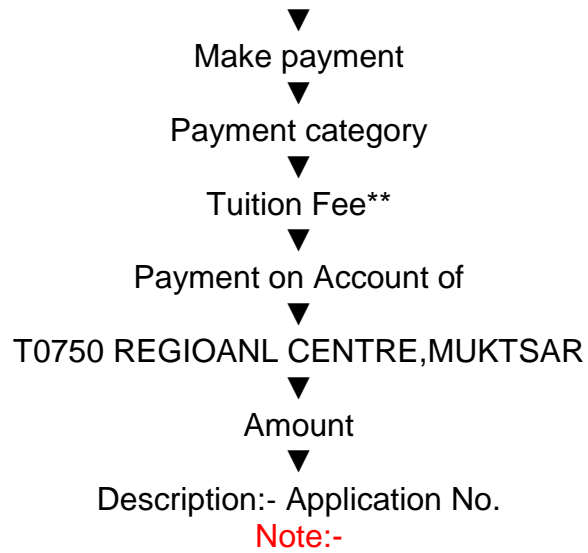 ▼
Make payment
▼
Payment category
▼
Tuition Fee**
▼
Payment on Account of
▼
T0750 REGIOANL CENTRE,MUKTSAR
▼
Amount
▼
Description:- Application No.
Note:-